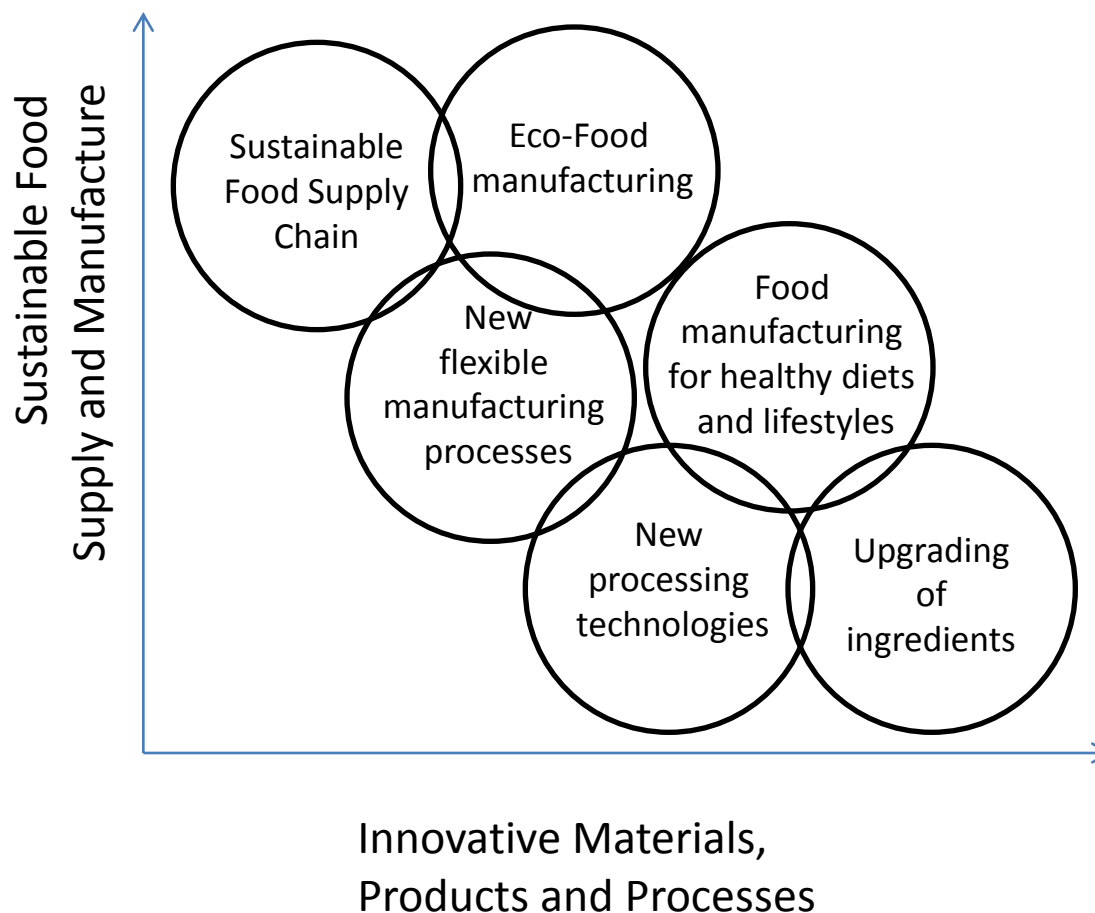 Sustainable Food
Supply and Manufacture
Sustainable
Food Supply
Chain
Eco-Food
manufacturing
New
flexible
manufacturing
processes
Food
manufacturing
for healthy diets
and lifestyles
New
processing
technologies
Upgrading
of
ingredients
Innovative Materials,
Products and Processes